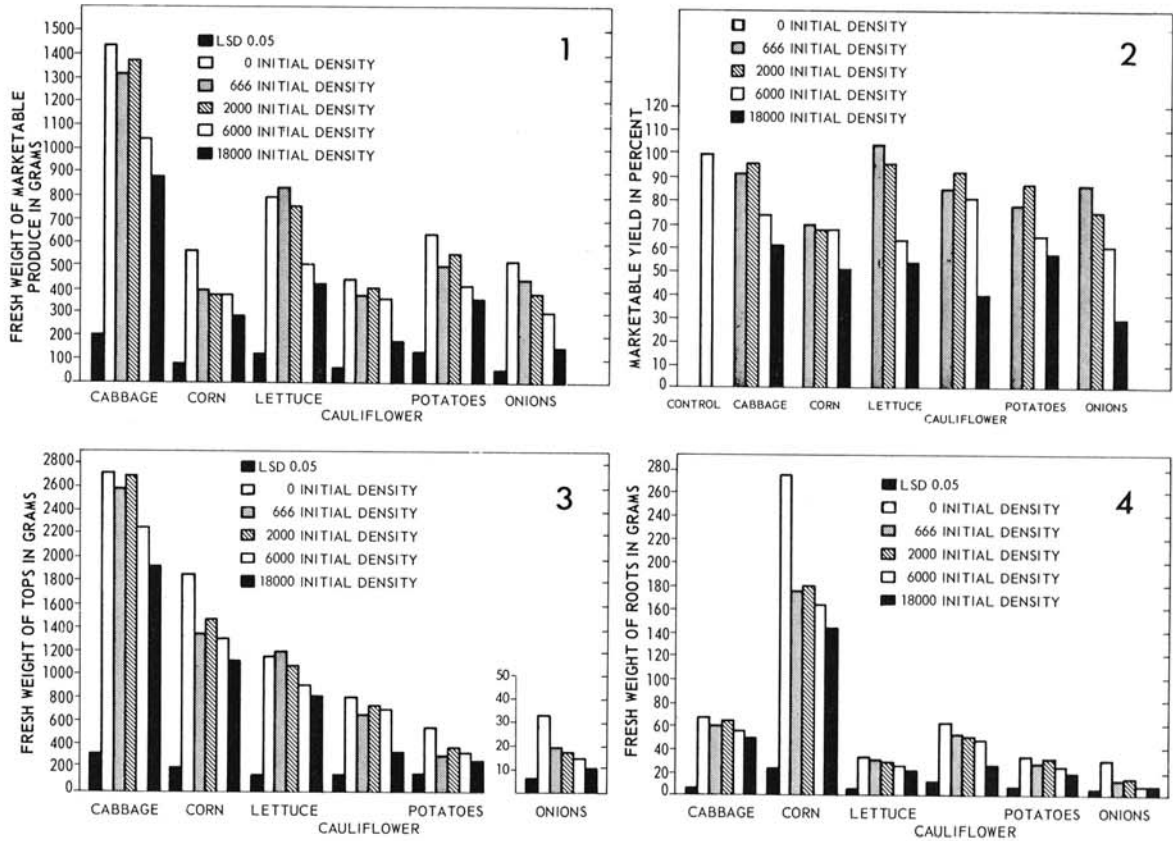 1
FRESH WEIGHT OF MARKETABLE
PRODUCE IN GRAMS
1500
1400
1300
1200
1100
1000
900
800
700
600
500
400
300
200
100
0
LSD 0.05
0 INITIAL DENSITY
666 INITIAL DENSITY
2000 INITIAL DENSITY
6000 INITIAL DENSITY
18000 INITIAL DENSITY
CABBAGE CORN LETTUCE POTATOES ONIONS
CAULIFLOWER
2
MARKETABLE YIELD IN PERCENT
0 INITIAL DENSITY
666 INITIAL DENSITY
2000 INITIAL DENSITY
6000 INITIAL DENSITY
18000 INITIAL DENSITY
120
110
100
90
80
70
60
50
40
30
20
10
0
CONTROL CABBAGE CORN LETTUCE POTATOES ONIONS
CAULIFLOWER
3
FRESH WEIGHT OF TOPS IN GRAMS
2800
2600
2400
2200
2000
1800
1600
1400
1200
1000
800
600
400
200
0
LSD 0.05
0 INITIAL DENSITY
666 INITIAL DENSITY
2000 INITIAL DENSITY
6000 INITIAL DENSITY
18000 INITIAL DENSITY
50
40
30
20
10
CABBAGE CORN LETTUCE POTATOES ONIONS
CAULIFLOWER
4
FRESH WEIGHT OF ROOTS IN GRAMS
280
260
240
220
200
180
160
140
120
100
80
60
40
20
0
LSD 0.05
0 INITIAL DENSITY
666 INITIAL DENSITY
2000 INITIAL DENSITY
6000 INITIAL DENSITY
18000 INITIAL DENSITY
CABBAGE CORN LETTUCE POTATOES ONIONS
CAULIFLOWER